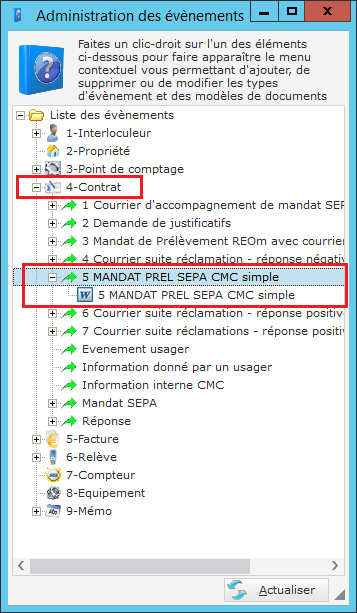 Administration des évènements
Faites un clic-droit sur l'un des éléments
ci-dessous pour faire apparaître le menu
contextuel vous permettant d'ajouter, de
supprimer ou de modifier les types
d'évènement et des modèles de documents
Liste des évènements
1-Interloculeur
2-Propriété
3-Point de comptage
4-Contrat
1 Courrier d'accompagnement de mandat SEP
2 Demande de justificatifs
3 Mandat de Prélèvement REOm avec courrier
4 Courrier suite réclamation - réponse négativ
5 MANDAT PREL SEPA CMC simple
5 MANDAT PREL SEPA CMC simple
6 Courrier suite réclamation - réponse positive
7 Courrier suite réclamations - réponse positiv
Evenement usager
Information donné par un usager
Information interne CMC
Mandat SEPA
Réponse
5-Facture
6-Relève
7-Compteur
8-Equipement
9-Mémo
Actualiser